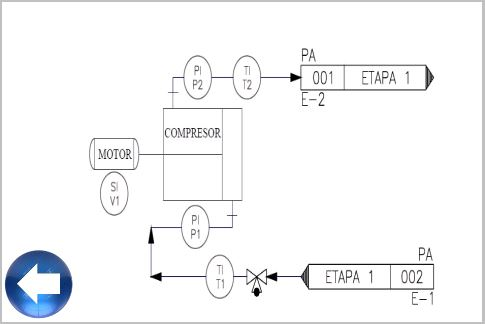 PA
001 ETAPA 1
E-2
PI
P2
TI
T2
COMPRESOR
MOTOR
SI
V1
PI
P1
TI
T1
PA
ETAPA 1 002
E-1